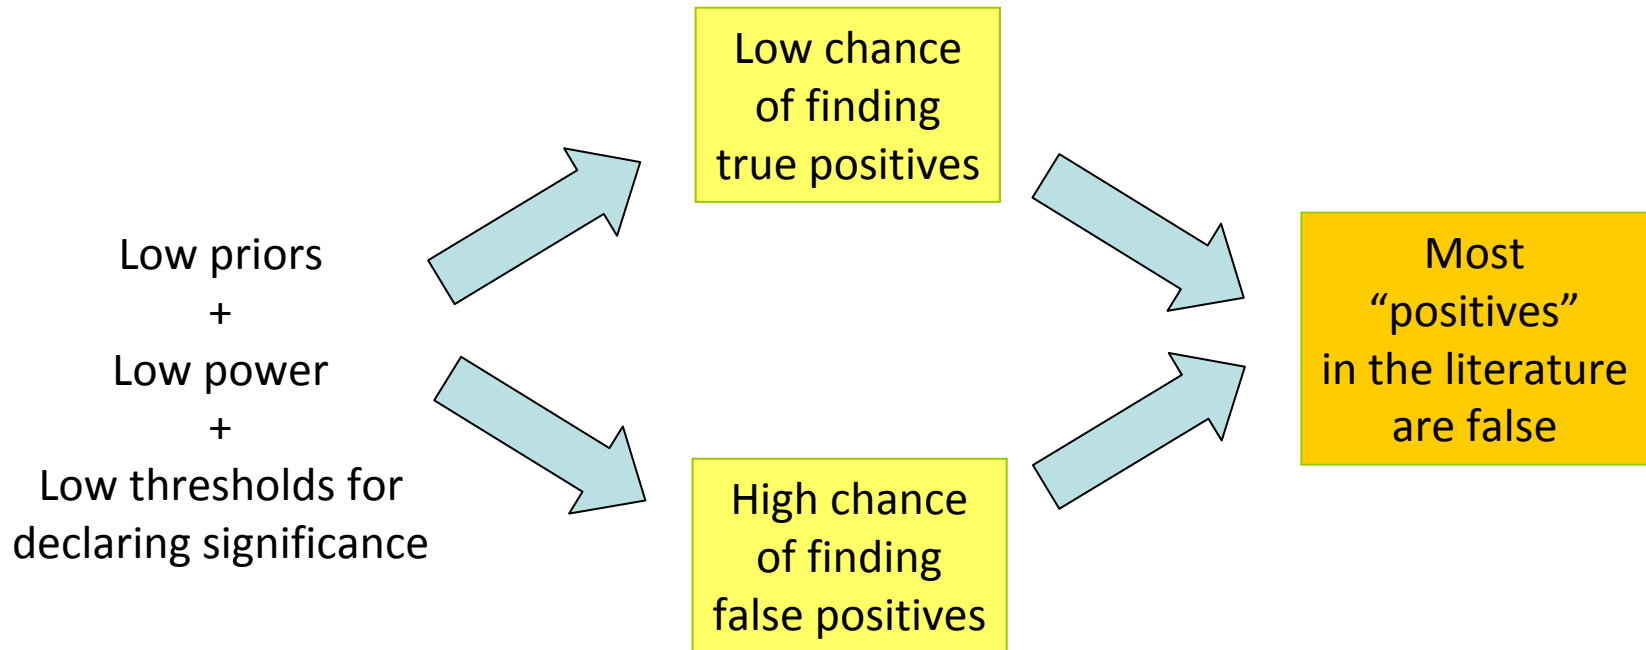 Low priors
+
Low power
+
Low thresholds for
declaring significance
Low chance
of finding
true positives
High chance
of finding
false positives
Most
“positives”
in the literature
are false